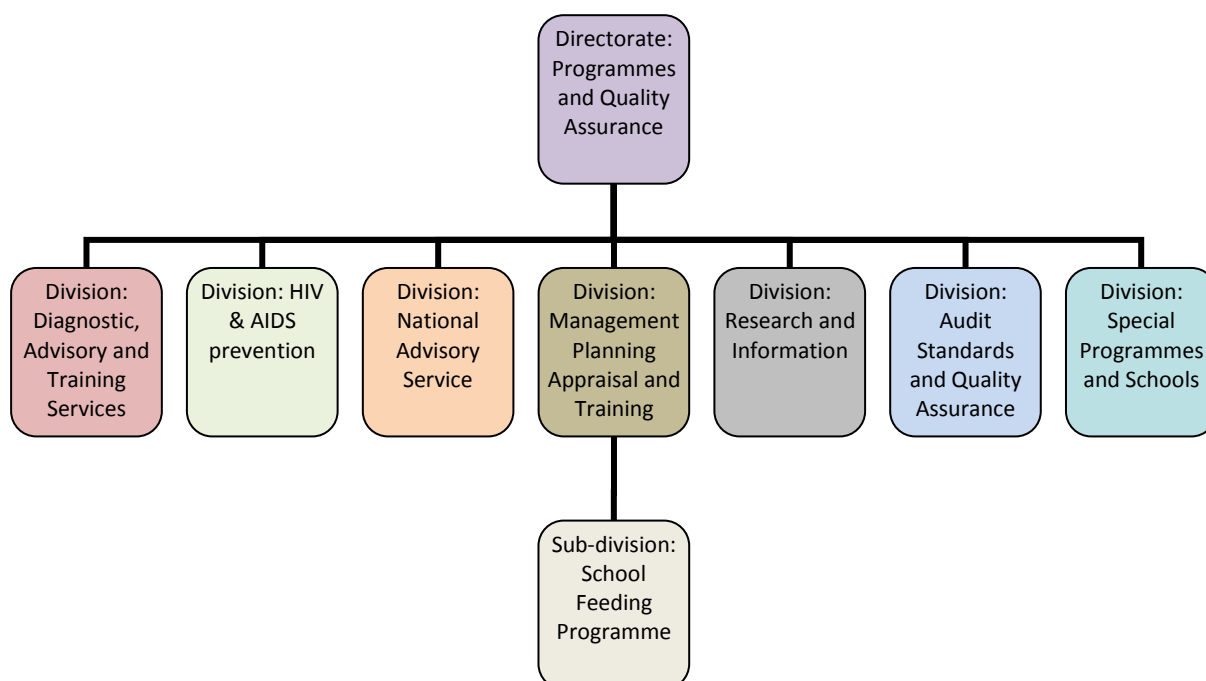 Directorate:
Programmes
and Quality
Assurance
Division:
Diagnostic,
Advisory and
Training
Services
Division: HIV
& AIDS
prevention
Division:
National
Advisory
Service
Division:
Management
Planning
Appraisal and
Training
Division:
Research and
Information
Division:
Audit
Standards
and Quality
Assurance
Division:
Special
Programmes
and Schools
Sub-division:
School
Feeding
Programme